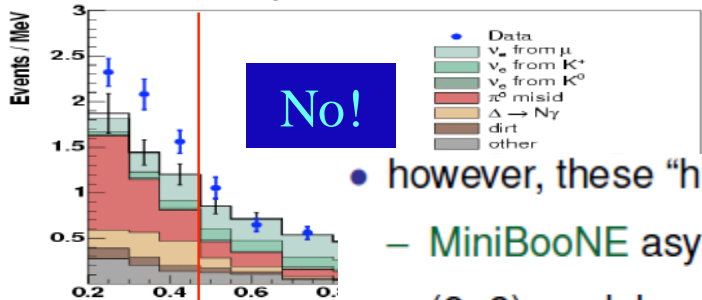 3
Events / MeV
2.5
2
1.5
1
0.5
0.2
0.4
0.6
Data
νe from μ
νe from K+
νe from K0
π0 misid
Δ → Nγ
dirt
other
No!
• however, these “h
– MiniBooNE asy